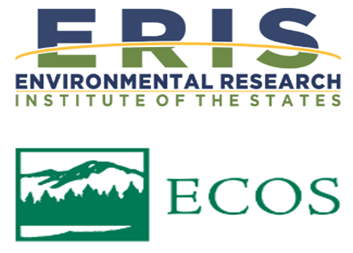 ERIS
ENVIRONMENTAL RESEARCH
INSTITUTE OF THE STATES
ECOS